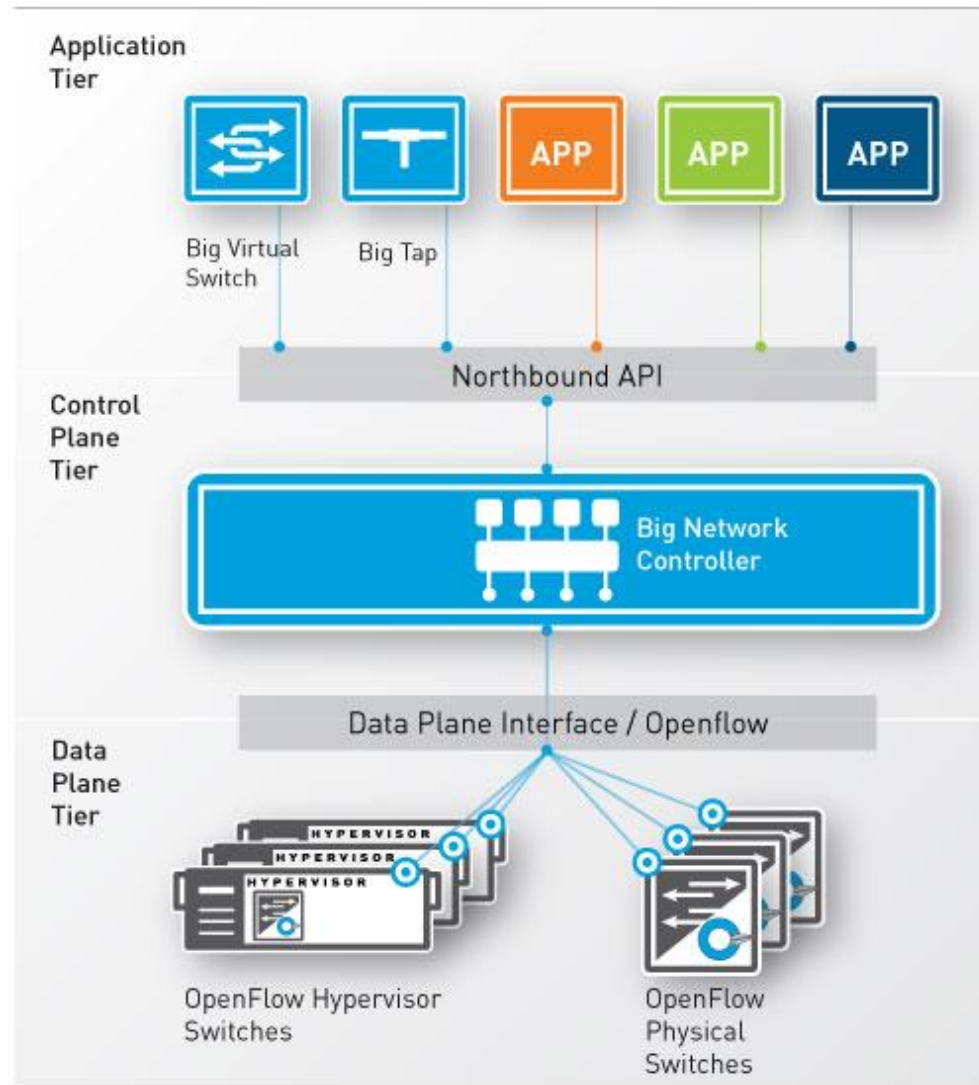 Application
Tier
APP
APP
APP
Big Virtual
Switch
Big Tap
Northbound API
Control
Plane
Tier
Big Network
Controller
Data Plane Interface / Openflow
Data
Plane
Tier
HYPERVISOR
HYPERVISOR
HYPERVISOR
OpenFlow Hypervisor
Switches
OpenFlow
Physical
Switches